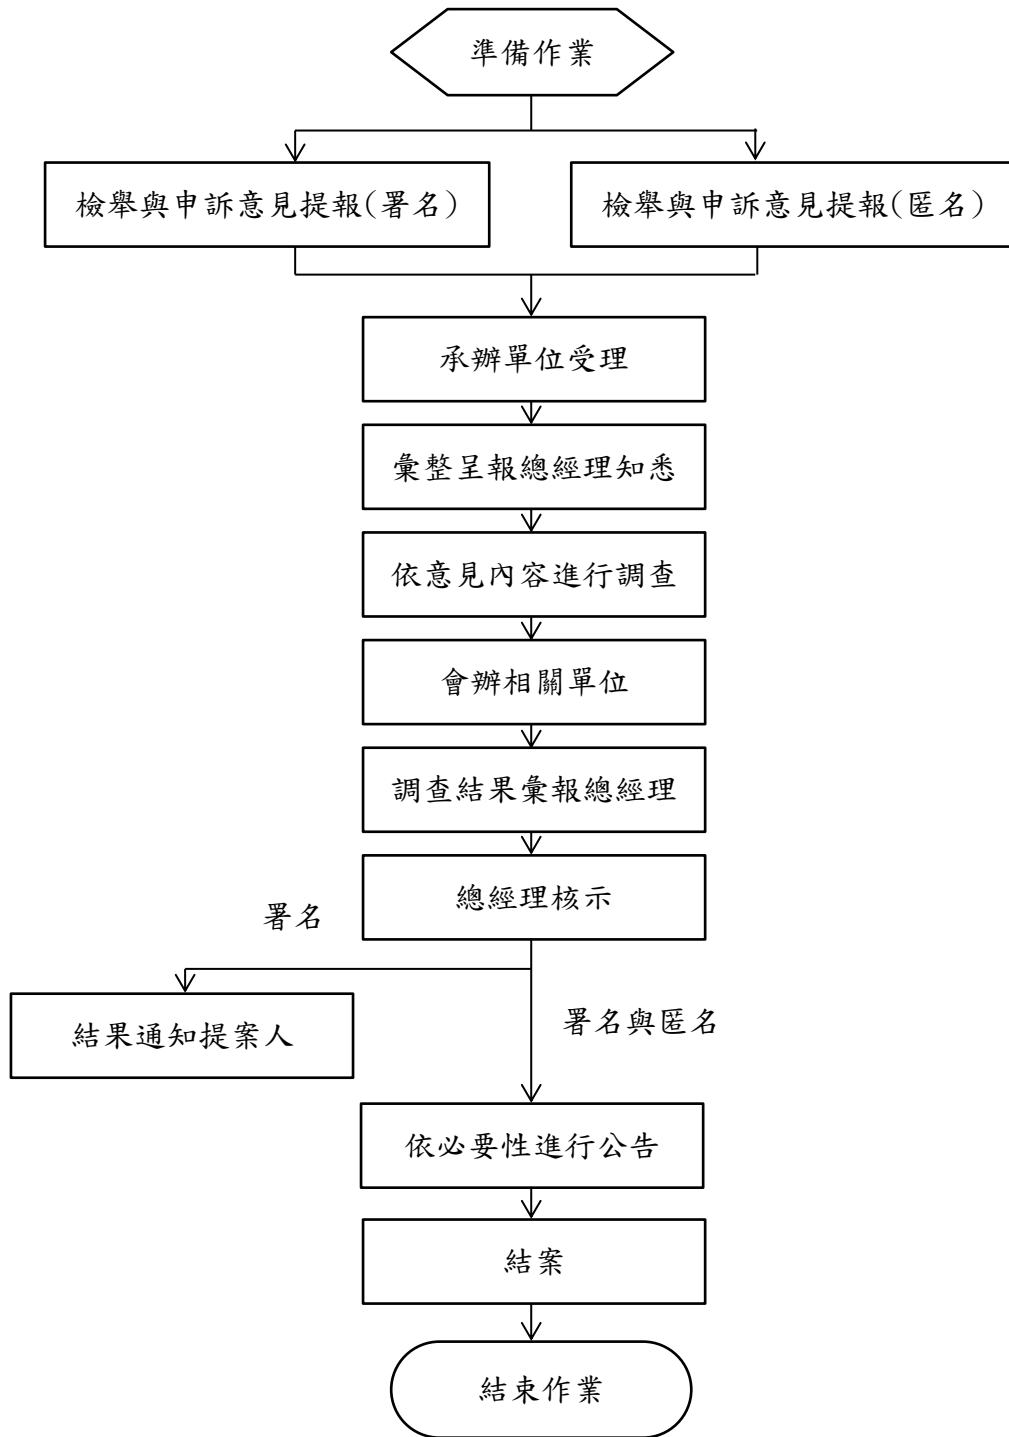 準備作業
檢舉與申訴意見提報(署名)
檢舉與申訴意見提報(匿名)
承辦單位受理
彙整呈報總經理知悉
依意見內容進行調查
會辦相關單位
調查結果彙報總經理
總經理核示
署名
結果通知提案人
署名與匿名
依必要性進行公告
結案
結束作業